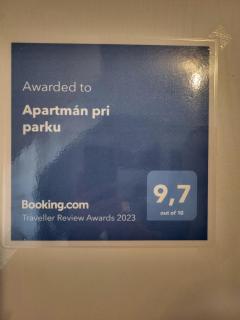 Awarded to
Apartmán pri
parku
Booking.com
Traveller Review Awards 2023
9,7
out of 10